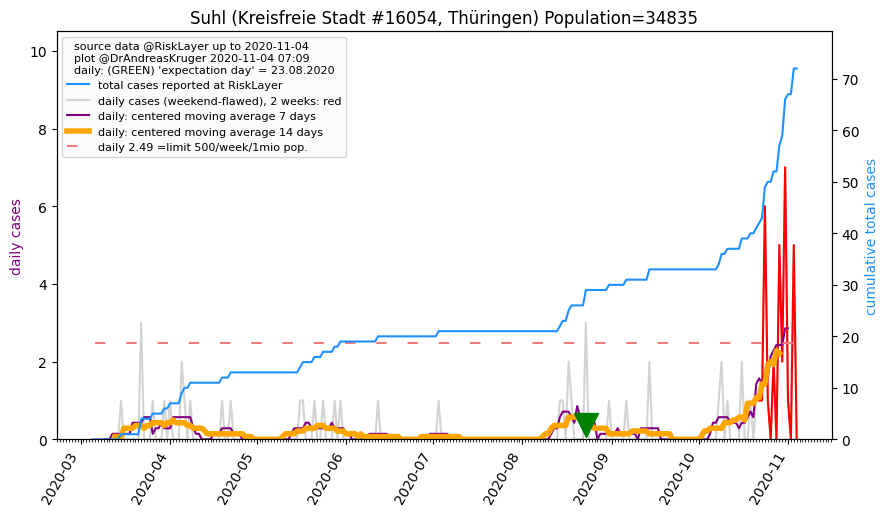 Suhl (Kreisfreie Stadt #16054, Thüringen) Population=34835
source data @RiskLayer up to 2020-11-04
plot @DrAndreasKruger 2020-11-04 07:09
daily: (GREEN) 'expectation day' = 23.08.2020
total cases reported at RiskLayer
daily cases (weekend-flawed), 2 weeks: red
daily: centered moving average 7 days
daily: centered moving average 14 days
daily 2.49 =limit 500/week/1mio pop.
daily cases
10
8
6
4
2
0
cumulative total cases
70
60
50
40
30
20
10
0
2020-03
2020-04
2020-05
2020-06
2020-07
2020-08
2020-09
2020-10
2020-11